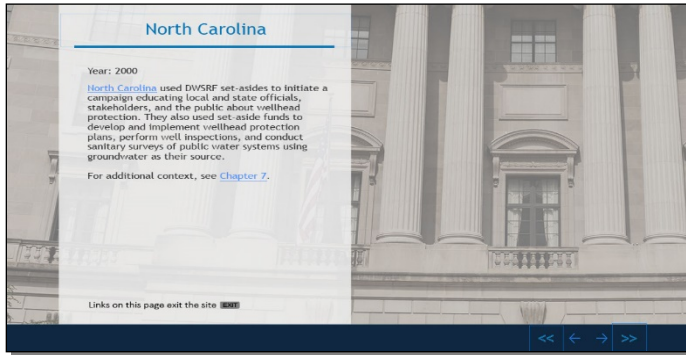 North Carolina
Year: 2000
North Carolina used DWSRF set-asides to initiate a
campaign educating local and state officials,
stakeholders, and the public about wellhead
protection. They also used set-aside funds to
develop and implement wellhead protection
plans, perform well inspections, and conduct
sanitary surveys of public water systems using
groundwater as their source.
For additional context, see Chapter 7.
Links on this page exit the site EXIT
<< ← → >>